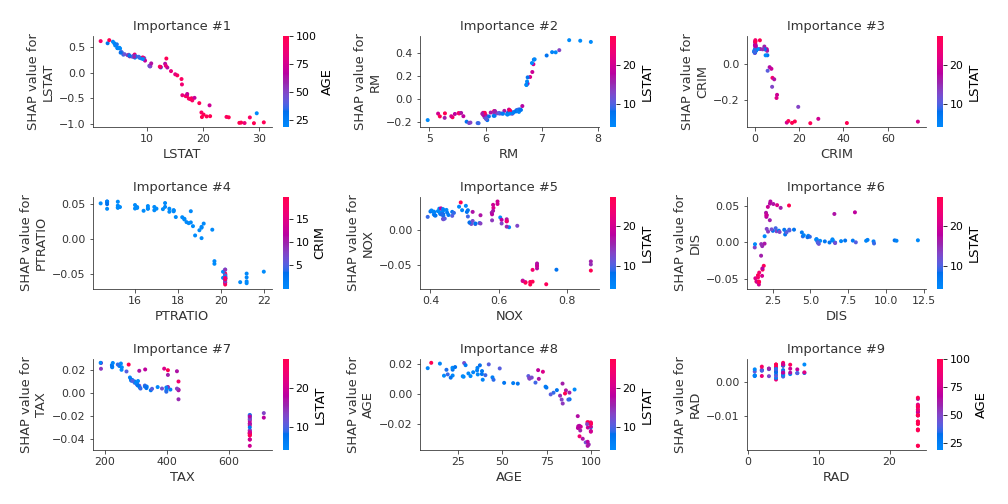 Importance #1
Importance #2
Importance #3
SHAP value for
LSTAT
0.5
0.0
−0.5
−1.0
10
20
30
LSTAT
100
75
50
25
AGE
SHAP value for
RM
0.4
0.2
0.0
−0.2
5
6
7
8
RM
20
10
LSTAT
SHAP value for
CRIM
0.0
−0.2
0
20
40
60
CRIM
20
10
LSTAT
Importance #4
Importance #5
Importance #6
SHAP value for
PTRATIO
0.05
0.00
−0.05
16
18
20
22
PTRATIO
15
10
5
CRIM
SHAP value for
NOX
0.00
−0.05
0.4
0.6
0.8
NOX
20
10
LSTAT
SHAP value for
DIS
0.05
0.00
−0.05
2.5
5.0
7.5
10.0
12.5
DIS
20
10
LSTAT
Importance #7
Importance #8
Importance #9
SHAP value for
TAX
0.02
0.00
−0.02
−0.04
200
400
600
TAX
20
10
LSTAT
SHAP value for
AGE
0.02
0.00
−0.02
25
50
75
100
AGE
20
10
LSTAT
SHAP value for
RAD
0.00
−0.01
0
10
20
RAD
100
75
50
25
AGE